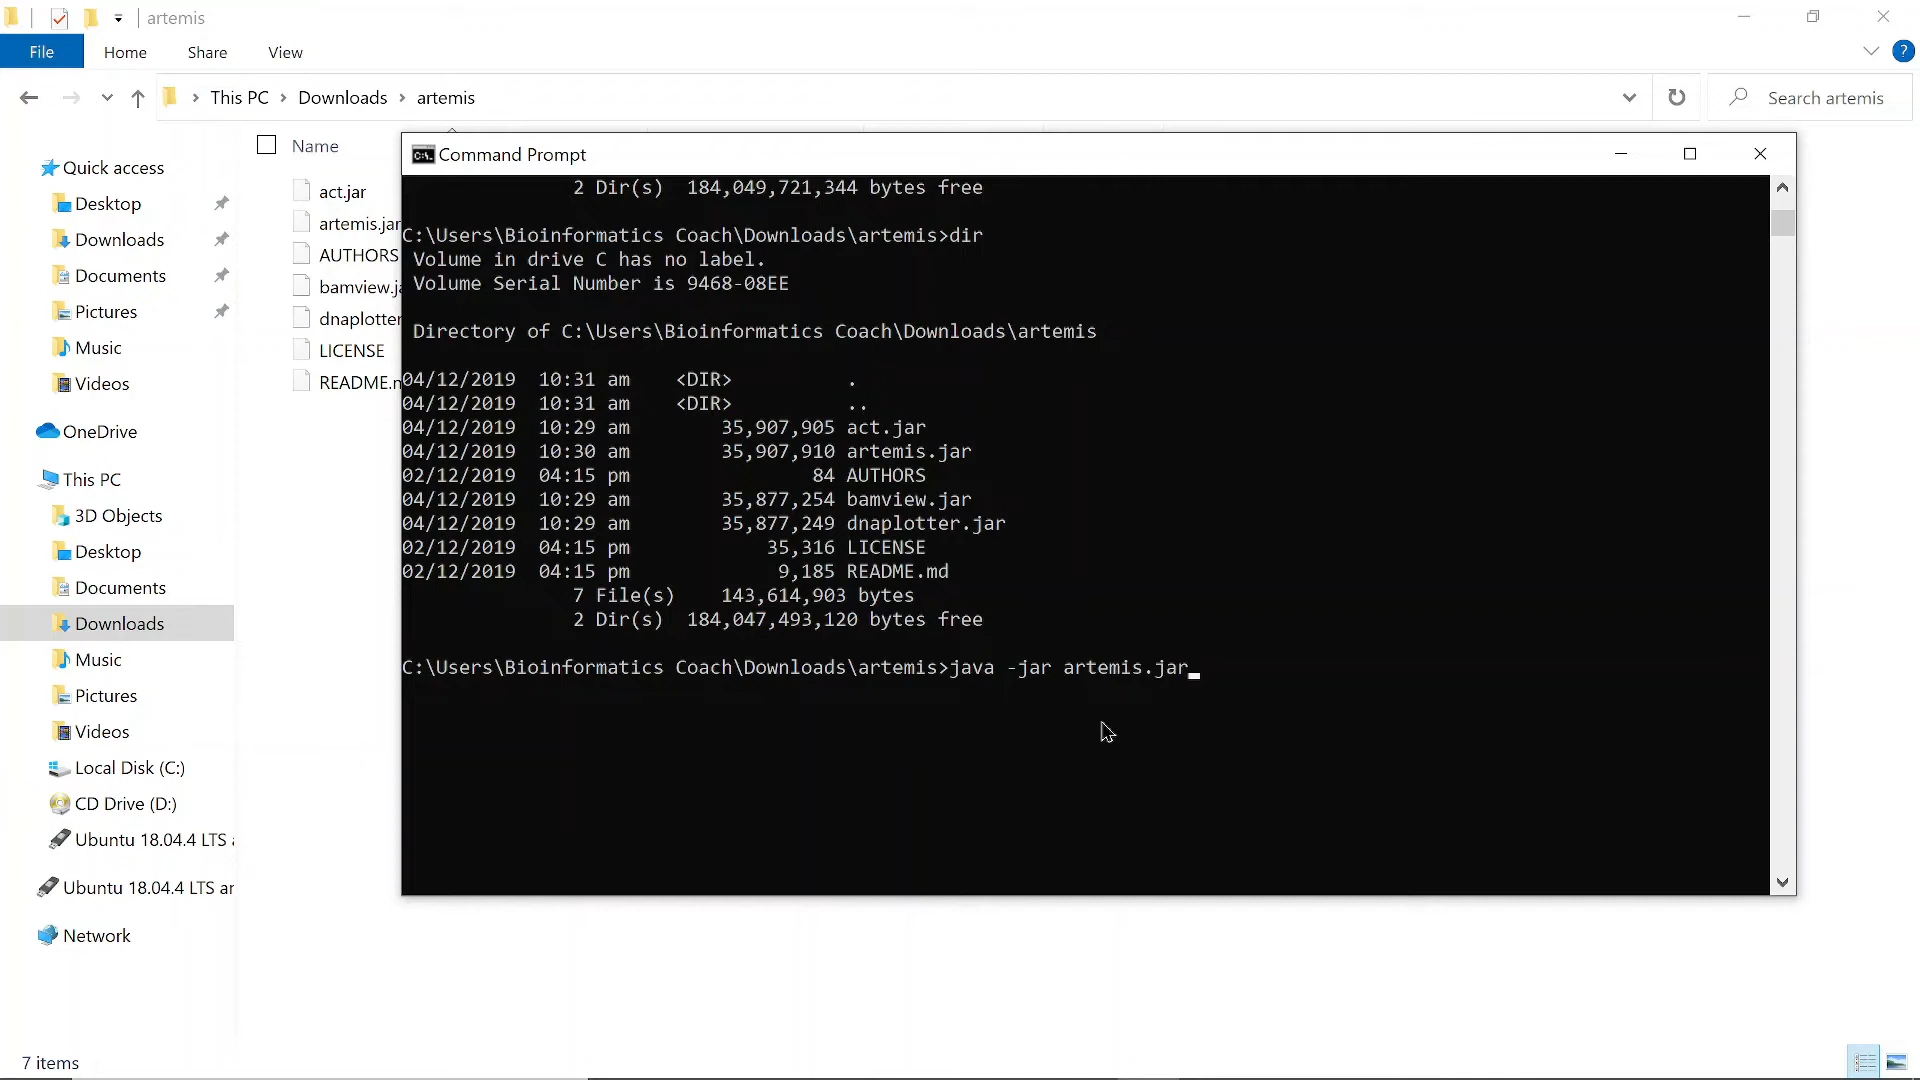 artemis
File Home Share View
This PC > Downloads > artemis
Search artemis
Name
Quick access
Desktop
Downloads
Documents
Pictures
Music
Videos
OneDrive
This PC
3D Objects
Desktop
Documents
Downloads
Music
Pictures
Videos
Local Disk (C:)
CD Drive (D:)
Ubuntu 18.04.4 LTS a
Ubuntu 18.04.4 LTS ar
Network
act.jar
artemis.jar
AUTHORS
bamview.ja
dnaplotter
LICENSE
README.m
Command Prompt
2 Dir(s) 184,049,721,344 bytes free
C:\Users\Bioinformatics Coach\Downloads\artemis>dir
Volume in drive C has no label.
Volume Serial Number is 9468-08EE
Directory of C:\Users\Bioinformatics Coach\Downloads\artemis
04/12/2019 10:31 am <DIR> .
04/12/2019 10:31 am <DIR> ..
04/12/2019 10:29 am 35,907,905 act.jar
04/12/2019 10:30 am 35,907,910 artemis.jar
02/12/2019 04:15 pm 84 AUTHORS
04/12/2019 10:29 am 35,877,254 bamview.jar
04/12/2019 10:29 am 35,877,249 dnaplotter.jar
02/12/2019 04:15 pm 35,316 LICENSE
02/12/2019 04:15 pm 9,185 README.md
7 File(s) 143,614,903 bytes
2 Dir(s) 184,047,493,120 bytes free
C:\Users\Bioinformatics Coach\Downloads\artemis>java -jar artemis.jar
7 items